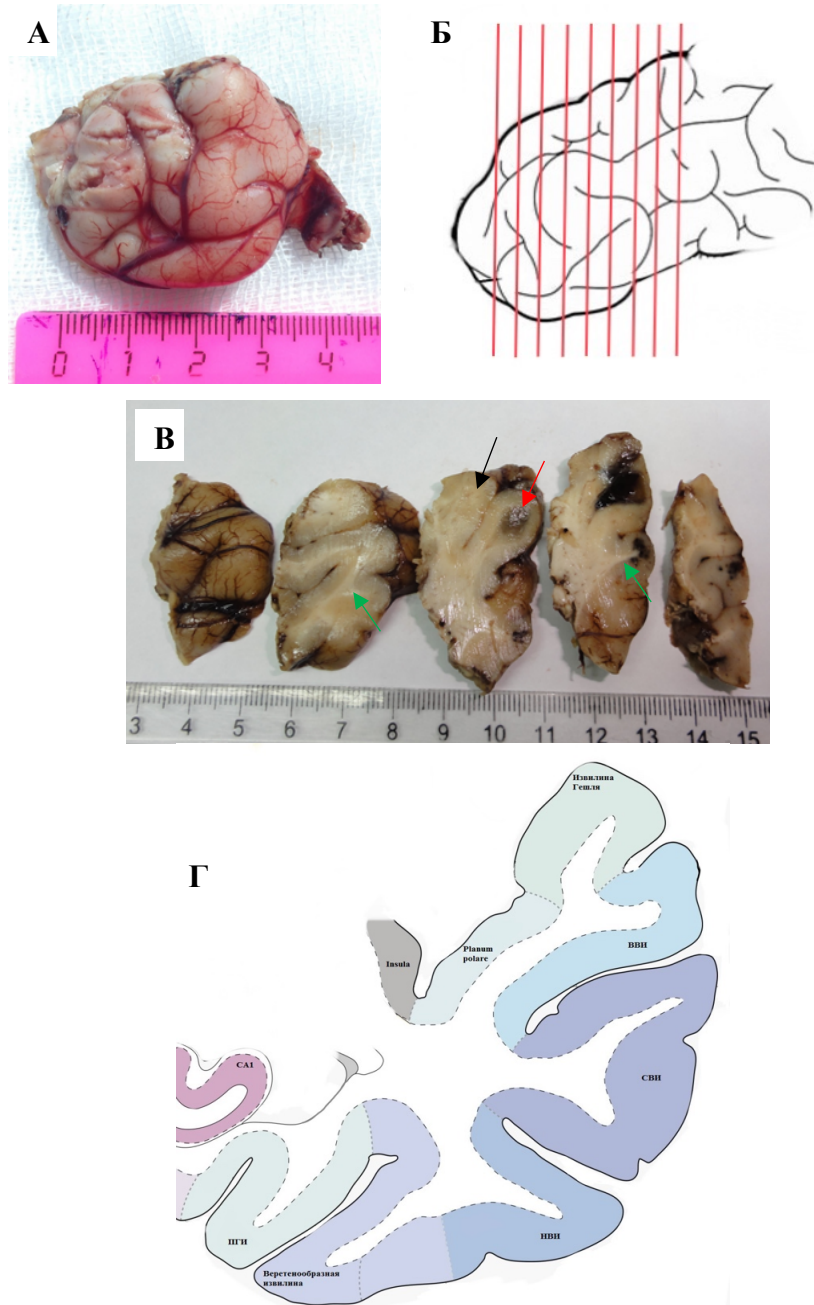 А
Б
0 1 2 3 4
В
3 4 5 6 7 8 9 10 11 12 13 14 15
Г
Извилина
Гешля
Insula
Planum
polare
ВВИ
СВИ
СА1
ПГИ
НВИ
Веретенообразная
извилина